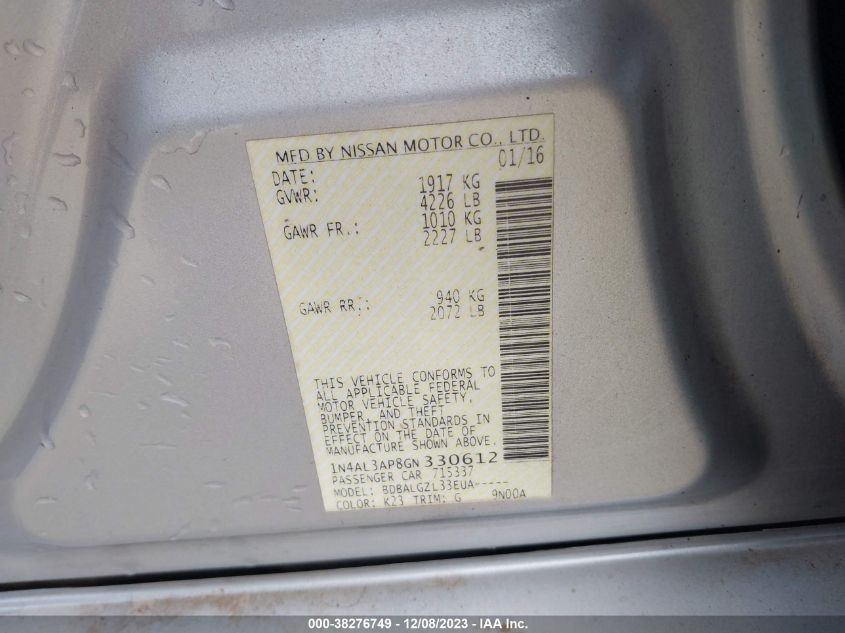 MFD BY NISSAN MOTOR CO., LTD.
DATE: 01/16
GVWR: 1917 KG
4226 LB
GAWR FR.: 1010 KG
2227 LB
GAWR RR.: 940 KG
2072 LB
THIS VEHICLE CONFORMS TO
ALL APPLICABLE FEDERAL
MOTOR VEHICLE SAFETY,
BUMPER, AND THEFT
PREVENTION STANDARDS IN
EFFECT ON THE DATE OF
MANUFACTURE SHOWN ABOVE.
1N4AL3AP8GN330612
PASSENGER CAR 715337
MODEL: BDBALGZL33EUA-----
COLOR: K23 TRIM: G 9N00A
000-38276749 - 12/08/2023 - IAA Inc.